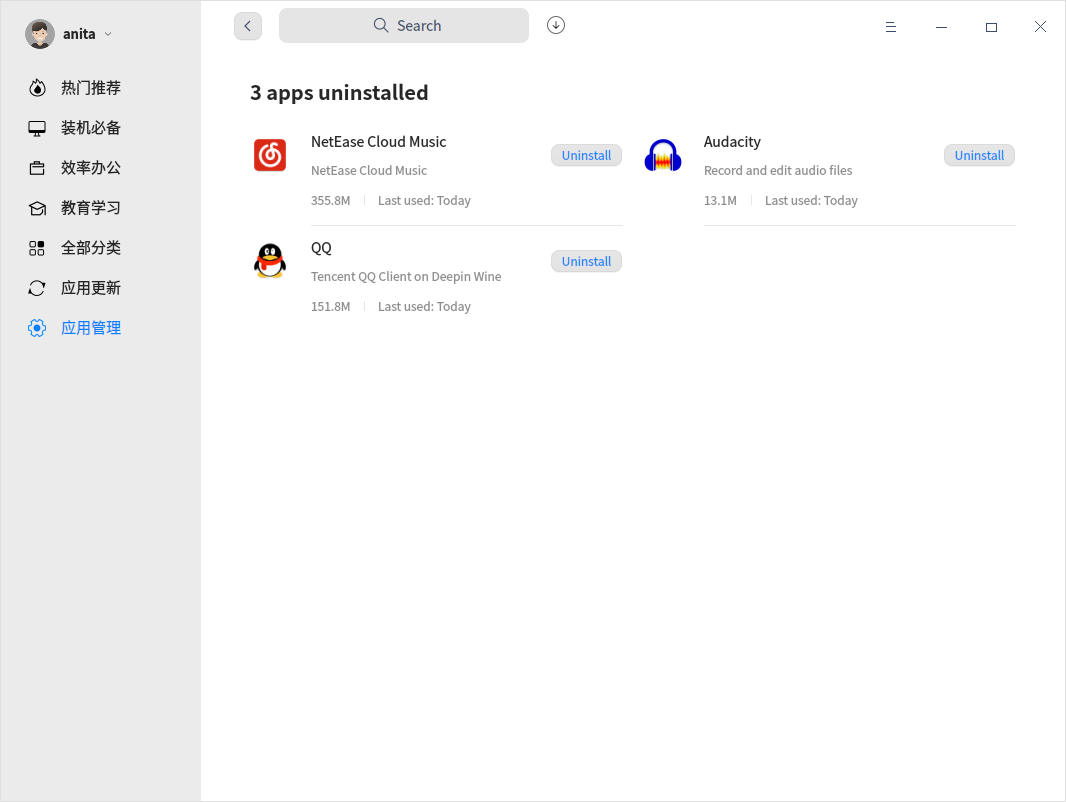 anita
热门推荐
装机必备
效率办公
教育学习
全部分类
应用更新
应用管理
Search
3 apps uninstalled
NetEase Cloud Music
NetEase Cloud Music
355.8M Last used: Today
Uninstall
Audacity
Record and edit audio files
13.1M Last used: Today
Uninstall
QQ
Tencent QQ Client on Deepin Wine
151.8M Last used: Today
Uninstall